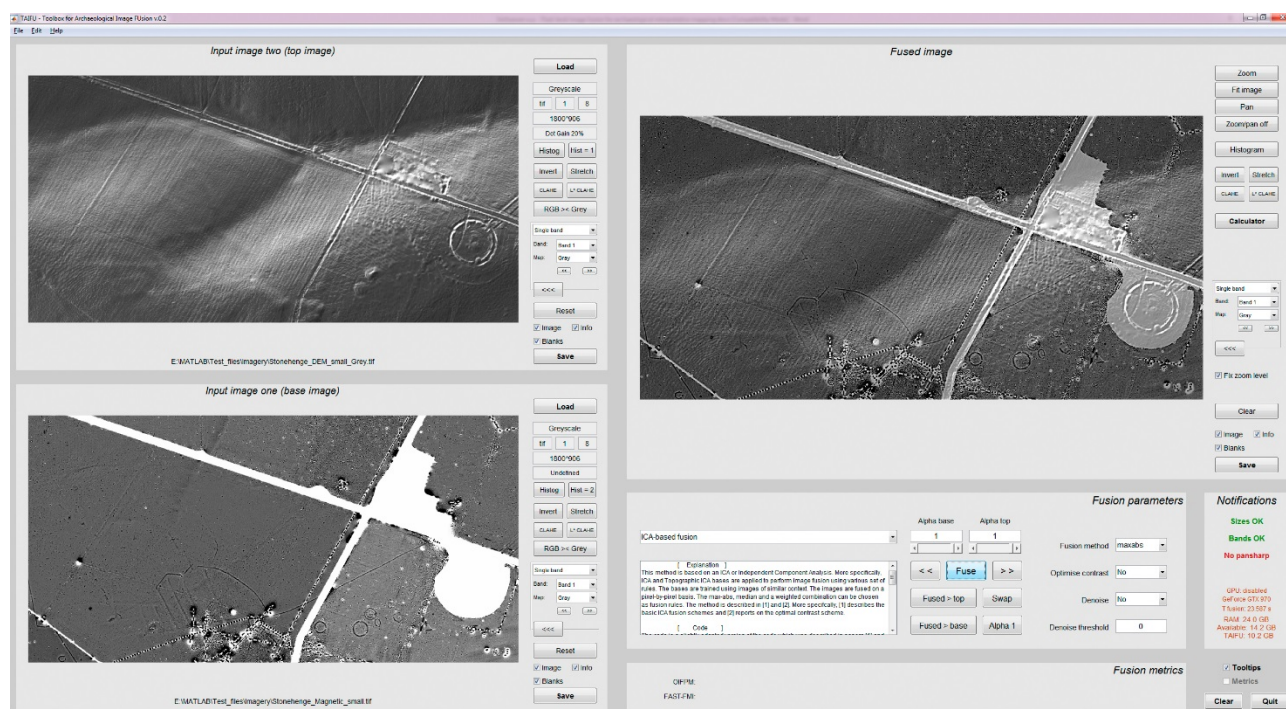 TAIFU - Toolbox for Archaeological Image FUsion v.0.2
File Edit Help
Input image two (top image)
Load
Greyscale
tif 1 8
1800*906
Dot Gain 20%
Histog Hist = 1
Invert Stretch
CLAHE L* CLAHE
RGB >< Grey
Single band
Band: Band 1
Map: Gray
<< >>
<<<
Reset
Image Info
Blanks
Save
E:\MATLAB\Test_files\Imagery\Stonehenge_DEM_small_Grey.tif
Input image one (base image)
Load
Greyscale
tif 1 8
1800*906
Undefined
Histog Hist = 2
Invert Stretch
CLAHE L* CLAHE
RGB >< Grey
Single band
Band: Band 1
Map: Gray
<< >>
<<<
Reset
Image Info
Blanks
Save
E:\MATLAB\Test_files\Imagery\Stonehenge_Magnetic_small.tif
Fused image
Zoom
Fit image
Pan
Zoom/pan off
Histogram
Invert Stretch
CLAHE L* CLAHE
Calculator
Single band
Band: Band 1
Map: Gray
<< >>
<<<
Fix zoom level
Clear
Image Info
Blanks
Save
Fusion parameters
ICA-based fusion
[ Explanation ]
This method is based on an ICA or Independent Component Analysis. More specifically,
ICA and Topographic ICA bases are applied to perform image fusion using various set of
rules. The bases are trained using images of similar context. The images are fused on a
pixel-by-pixel basis. The max-abs, median and a weighted combination can be chosen
as fusion rules. The method is described in [1] and [2]. More specifically, [1] describes the
basic ICA fusion schemes and [2] reports on the optimal contrast scheme.
[ Code ]
Alpha base Alpha top
1 1
<< Fuse >>
Fused > top Swap
Fused > base Alpha 1
Fusion method maxabs
Optimise contrast No
Denoise No
Denoise threshold 0
Notifications
Sizes OK
Bands OK
No pansharp
GPU: disabled
GeForce GTX 970
T fusion: 23.587 s
RAM: 24.0 GB
Available: 14.2 GB
TAIFU: 10.2 GB
Fusion metrics
OIFPM:
FAST-FMI:
Tooltips
Metrics
Clear Quit